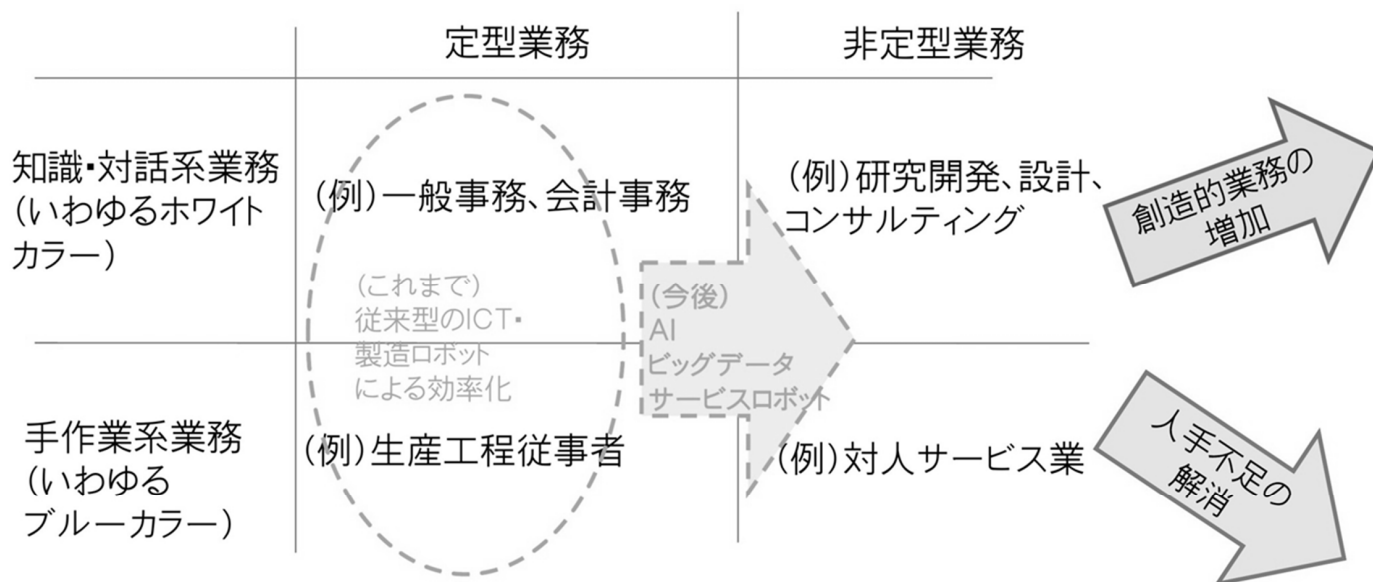 定型業務
非定型業務
知識・対話系業務
(いわゆるホワイト
カラー)
(例)一般事務、会計事務
(例)研究開発、設計、
コンサルティング
創造的業務の
増加
(これまで)
従来型のICT・
製造ロボット
による効率化
(今後)
AI
ビッグデータ
サービスロボット
手作業系業務
(いわゆる
ブルーカラー)
(例)生産工程従事者
(例)対人サービス業
人手不足の
解消